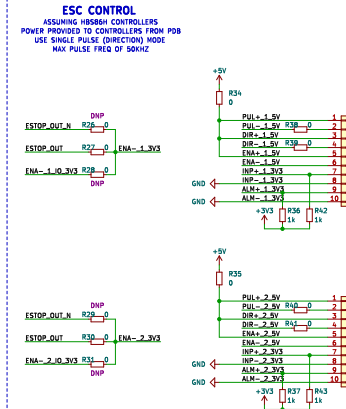 ESC CONTROL
ASSUMING HBS86H CONTROLLERS
POWER PROVIDED TO CONTROLLERS FROM PDB
USE SINGLE PULSE (DIRECTION) MODE
MAX PULSE FREQ OF 50KHZ
+5V
R34
0
DNP
ESTOP_OUT_N R26 0
ESTOP_OUT R27 0 ENA-_1_3V3
ENA-_1_IO_3V3 R28 0
DNP
PUL+_1_5V 1
PUL-_1_5V R38 0 2
DIR+_1_5V 3
DIR-_1_5V R39 0 4
ENA+_1_5V 5
ENA-_1_5V 6
INP+_1_3V3 7
GND INP-_1_3V3 8
ALM+_1_3V3 9
GND ALM-_1_3V3 10
+3V3 R36 R42
1k 1k
+5V
R35
0
DNP
ESTOP_OUT_N R29 0
ESTOP_OUT R30 0 ENA-_2_3V3
ENA-_2_IO_3V3 R31 0
DNP
PUL+_2_5V 1
PUL-_2_5V R40 0 2
DIR+_2_5V 3
DIR-_2_5V R41 0 4
ENA+_2_5V 5
ENA-_2_5V 6
INP+_2_3V3 7
GND INP-_2_3V3 8
ALM+_2_3V3 9
GND ALM-_2_3V3 10
+3V3 R37 R43
1k 1k